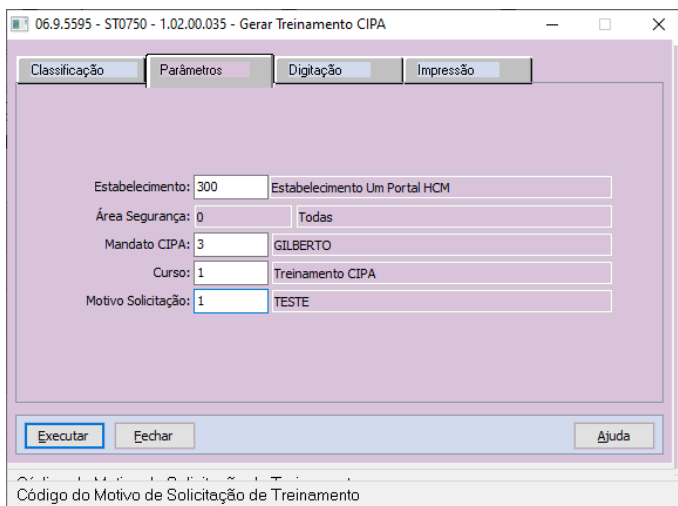 06.9.5595 - ST0750 - 1.02.00.035 - Gerar Treinamento CIPA
Classificação Parâmetros Digitação Impressão
Estabelecimento: 300 Estabelecimento Um Portal HCM
Área Segurança: 0 Todas
Mandato CIPA: 3 GILBERTO
Curso: 1 Treinamento CIPA
Motivo Solicitação: 1 TESTE
Executar Fechar Ajuda
Código do Motivo de Solicitação de Treinamento